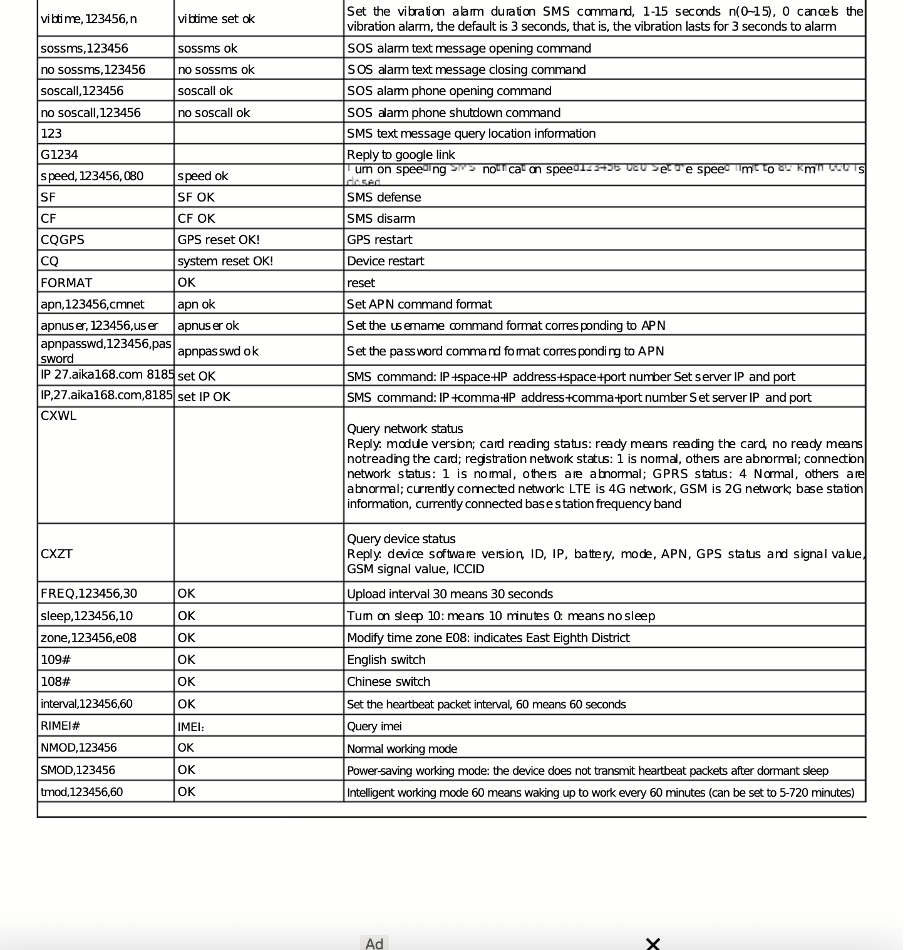 vibtime,123456,n
vibtime set ok
Set the vibration alarm duration SMS command, 1-15 seconds n(0~15), 0 cancels the
vibration alarm, the default is 3 seconds, that is, the vibration lasts for 3 seconds to alarm
sossms,123456
sossms ok
SOS alarm text message opening command
no sossms,123456
no sossms ok
SOS alarm text message closing command
soscall,123456
soscall ok
SOS alarm phone opening command
no soscall,123456
no soscall ok
SOS alarm phone shutdown command
123
SMS text message query location information
G1234
Reply to google link
speed,123456,080
speed ok
Turn on speeding SMS notification speed123456 080 Set the speed limit to 80 km/h 000 is
closed
SF
SF OK
SMS defense
CF
CF OK
SMS disarm
CQGPS
GPS reset OK!
GPS restart
CQ
system reset OK!
Device restart
FORMAT
OK
reset
apn,123456,cmnet
apn ok
Set APN command format
apnuser,123456,user
apnuser ok
Set the username command format corresponding to APN
apnpasswd,123456,pas
sword
apnpasswd ok
Set the password command format corresponding to APN
IP 27.aika168.com 8185
set OK
SMS command: IP+space+IP address+space+port number Set server IP and port
IP,27.aika168.com,8185
set IP OK
SMS command: IP+comma+IP address+comma+port number Set server IP and port
CXWL
Query network status
Reply: module version; card reading status: ready means reading the card, no ready means
notreading the card; registration network status: 1 is normal, others are abnormal; connection
network status: 1 is normal, others are abnormal; GPRS status: 4 Normal, others are
abnormal; currently connected network: LTE is 4G network, GSM is 2G network; base station
information, currently connected base station frequency band
CXZT
Query device status
Reply: device software version, ID, IP, battery, mode, APN, GPS status and signal value,
GSM signal value, ICCID
FREQ,123456,30
OK
Upload interval 30 means 30 seconds
sleep,123456,10
OK
Turn on sleep 10: means 10 minutes 0: means no sleep
zone,123456,e08
OK
Modify time zone E08: indicates East Eighth District
109#
OK
English switch
108#
OK
Chinese switch
interval,123456,60
OK
Set the heartbeat packet interval, 60 means 60 seconds
RIMEI#
IMEI:
Query imei
NMOD,123456
OK
Normal working mode
SMOD,123456
OK
Power-saving working mode: the device does not transmit heartbeat packets after dormant sleep
tmod,123456,60
OK
Intelligent working mode 60 means waking up to work every 60 minutes (can be set to 5-720 minutes)
Ad